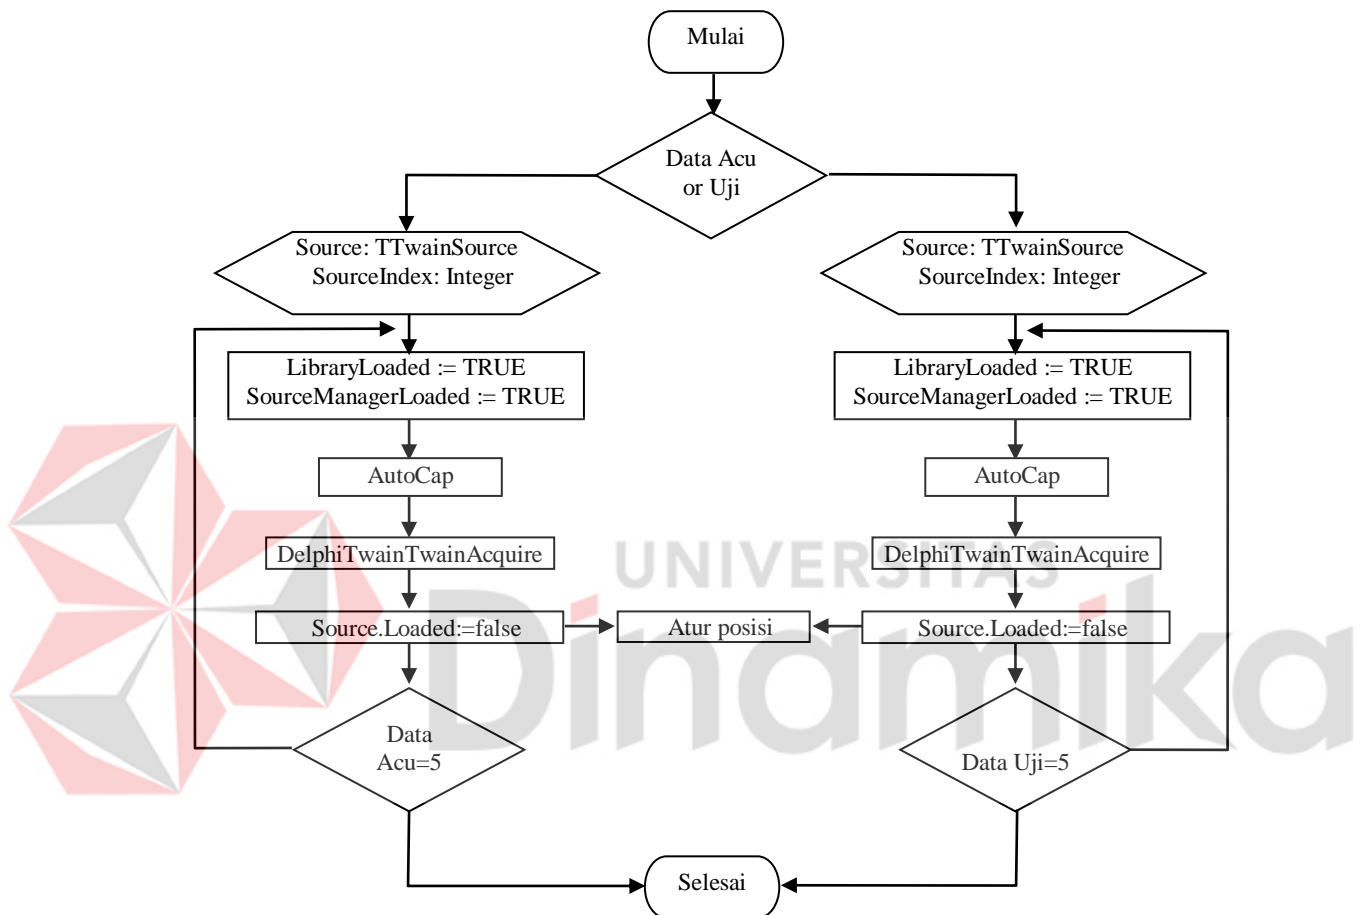 Mulai
Data Acu
or Uji
Source: TTwainSource
SourceIndex: Integer
Source: TTwainSource
SourceIndex: Integer
LibraryLoaded := TRUE
SourceManagerLoaded := TRUE
LibraryLoaded := TRUE
SourceManagerLoaded := TRUE
AutoCap
AutoCap
DelphiTwainTwainAcquire
DelphiTwainTwainAcquire
UNIVERSITAS
Dinamika
Source.Loaded:=false
Atur posisi
Source.Loaded:=false
Data
Acu=5
Data Uji=5
Selesai